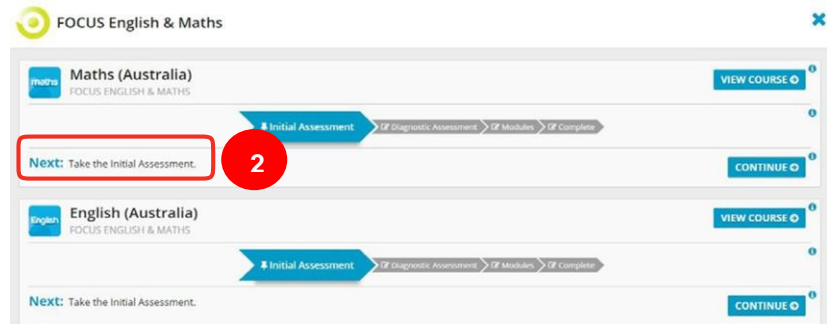 FOCUS English & Maths
maths
Maths (Australia)
FOCUS ENGLISH & MATHS
VIEW COURSE
Initial Assessment Diagnostic Assessment Modules Complete
Next: Take the Initial Assessment.
2
CONTINUE
English
English (Australia)
FOCUS ENGLISH & MATHS
VIEW COURSE
Initial Assessment Diagnostic Assessment Modules Complete
Next: Take the Initial Assessment.
CONTINUE